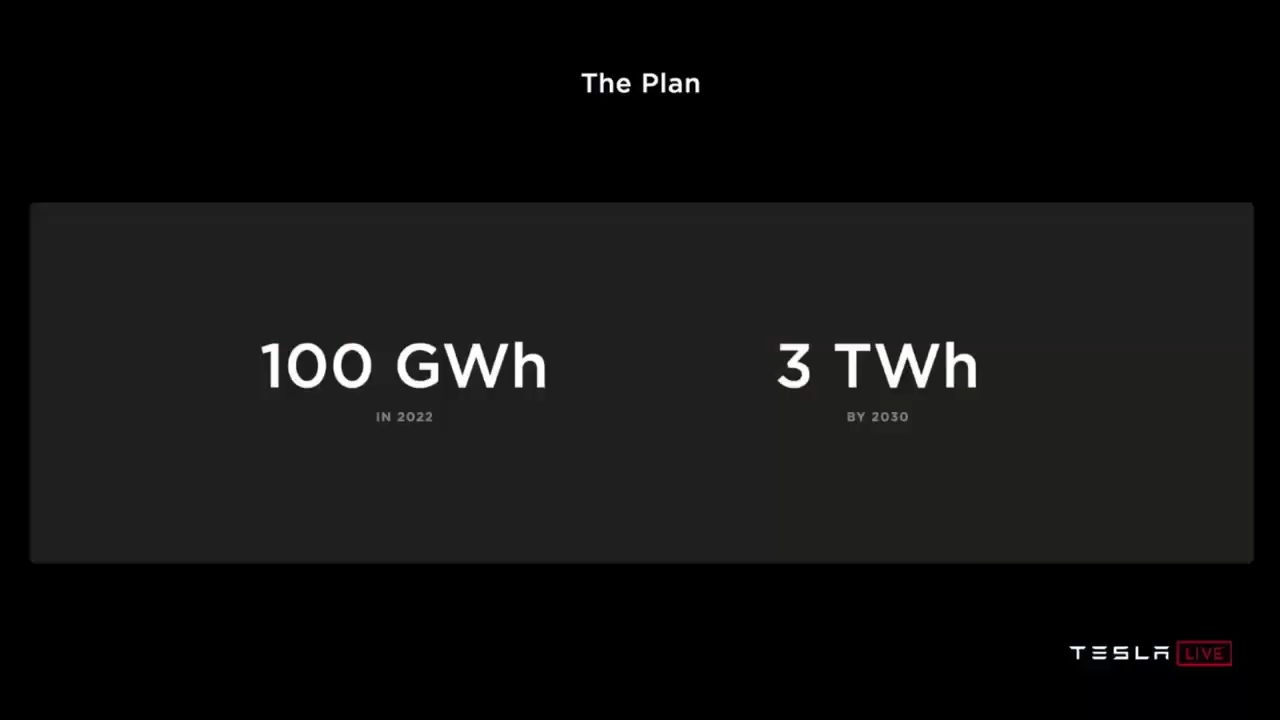 The Plan
100 GWh
IN 2022
3 TWh
BY 2030
TESLA LIVE